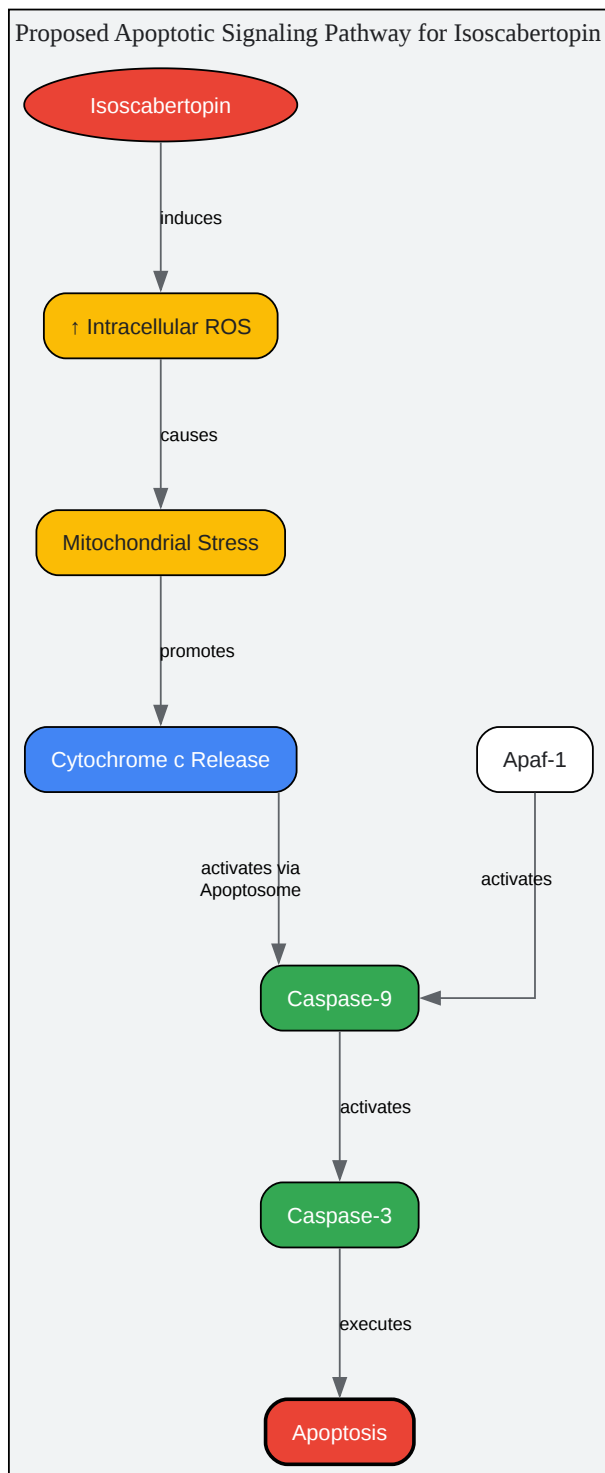 Proposed Apoptotic Signaling Pathway for Isoscabertopin
Isoscabertopin
induces
↑ Intracellular ROS
causes
Mitochondrial Stress
promotes
Cytochrome c Release
Apaf-1
activates via
Apoptosome
activates
Caspase-9
activates
Caspase-3
executes
Apoptosis